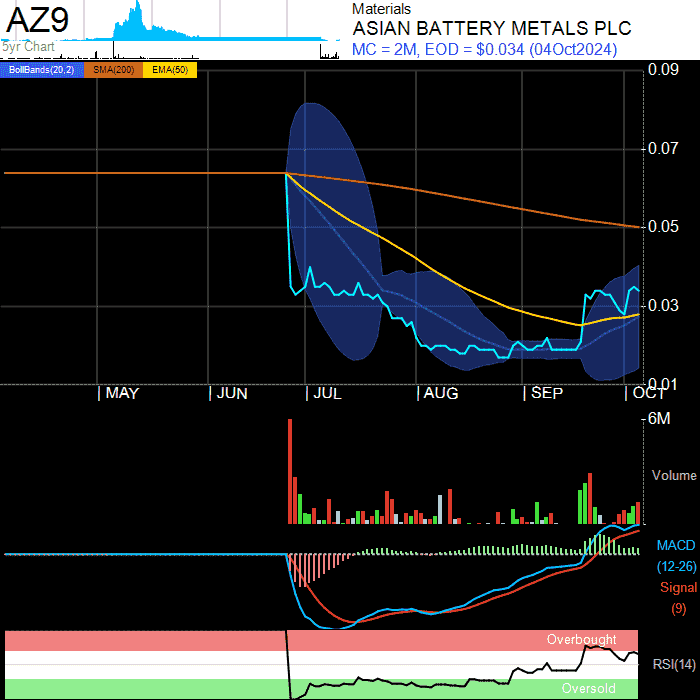 AZ9
5yr Chart
Materials
ASIAN BATTERY METALS PLC
MC = 2M, EOD = $0.034 (04Oct2024)
BollBands(20,2) SMA(200) EMA(50)
0.09
0.07
0.05
0.03
0.01
MAY JUN JUL AUG SEP OCT
6M
Volume
MACD
(12-26)
Signal
(9)
Overbought
RSI(14)
Oversold